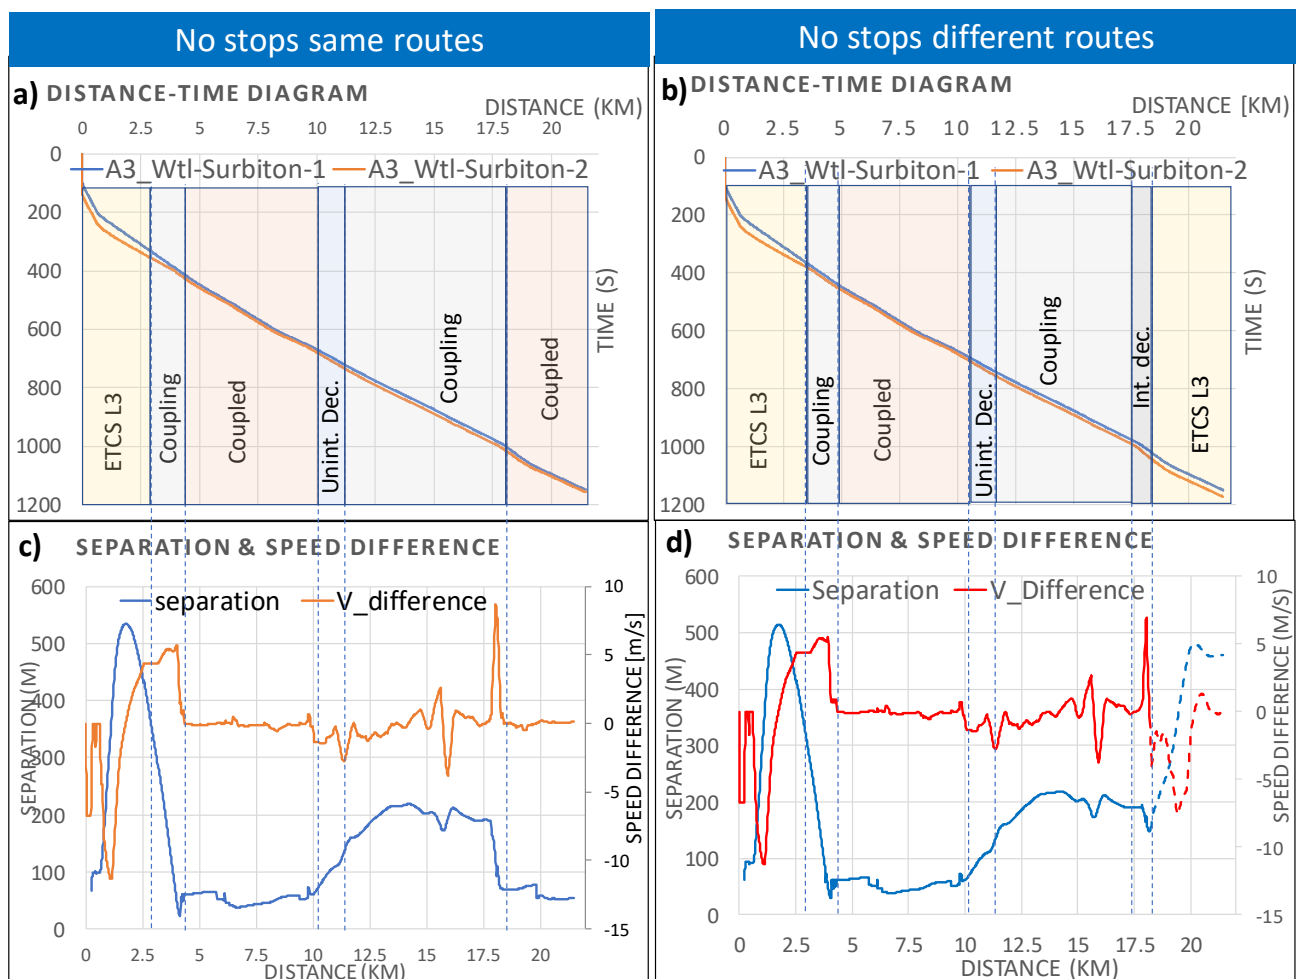 No stops same routes
No stops different routes
a) DISTANCE-TIME DIAGRAM
DISTANCE (KM)
0 2.5 5 7.5 10 12.5 15 17.5 20
0
200
400
600
800
1000
1200
A3_Wtl-Surbiton-1 A3_Wtl-Surbiton-2
ETCS L3
Coupling
Coupled
Unint. Dec.
Coupling
Coupled
TIME (S)
b) DISTANCE-TIME DIAGRAM
DISTANCE [KM]
0 2.5 5 7.5 10 12.5 15 17.5 20
0
200
400
600
800
1000
1200
A3_Wtl-Surbiton-1 A3_Wtl-Surbiton-2
ETCS L3
Coupling
Coupled
Unint. Dec.
Coupling
Int. dec.
ETCS L3
TIME (S)
c) SEPARATION & SPEED DIFFERENCE
separation V_difference
600
500
400
300
200
100
0
SEPARATION (M)
10
5
0
-5
-10
-15
SPEED DIFFERENCE [m/s]
0 2.5 5 7.5 10 12.5 15 17.5 20
DISTANCE (KM)
d) SEPARATION & SPEED DIFFERENCE
Separation V_Difference
600
500
400
300
200
100
0
SEPARATION (M)
10
5
0
-5
-10
-15
SPEED DIFFERENCE (M/S)
0 2.5 5 7.5 10 12.5 15 17.5 20
DISTANCE (KM)